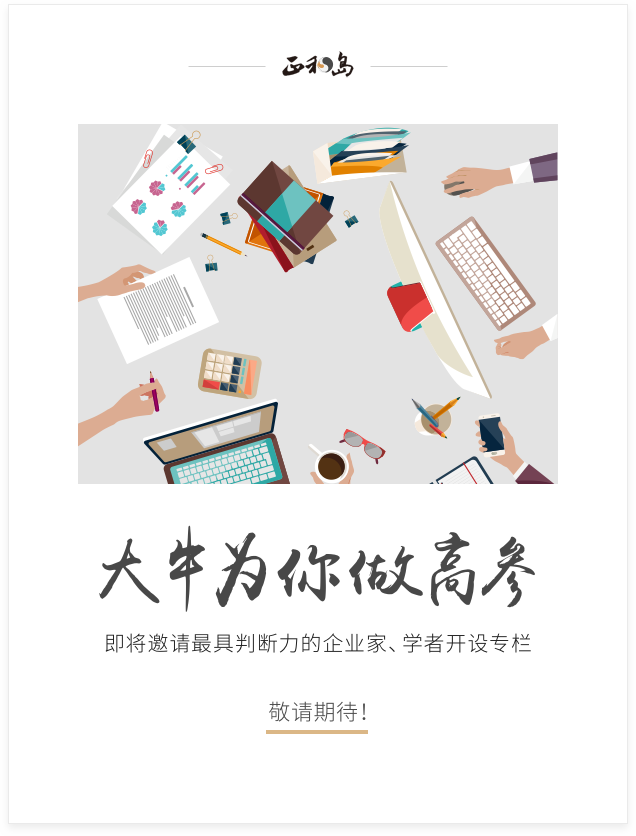 正和岛
大牛为你做高参
即将邀请最具判断力的企业家、学者开设专栏
敬请期待！